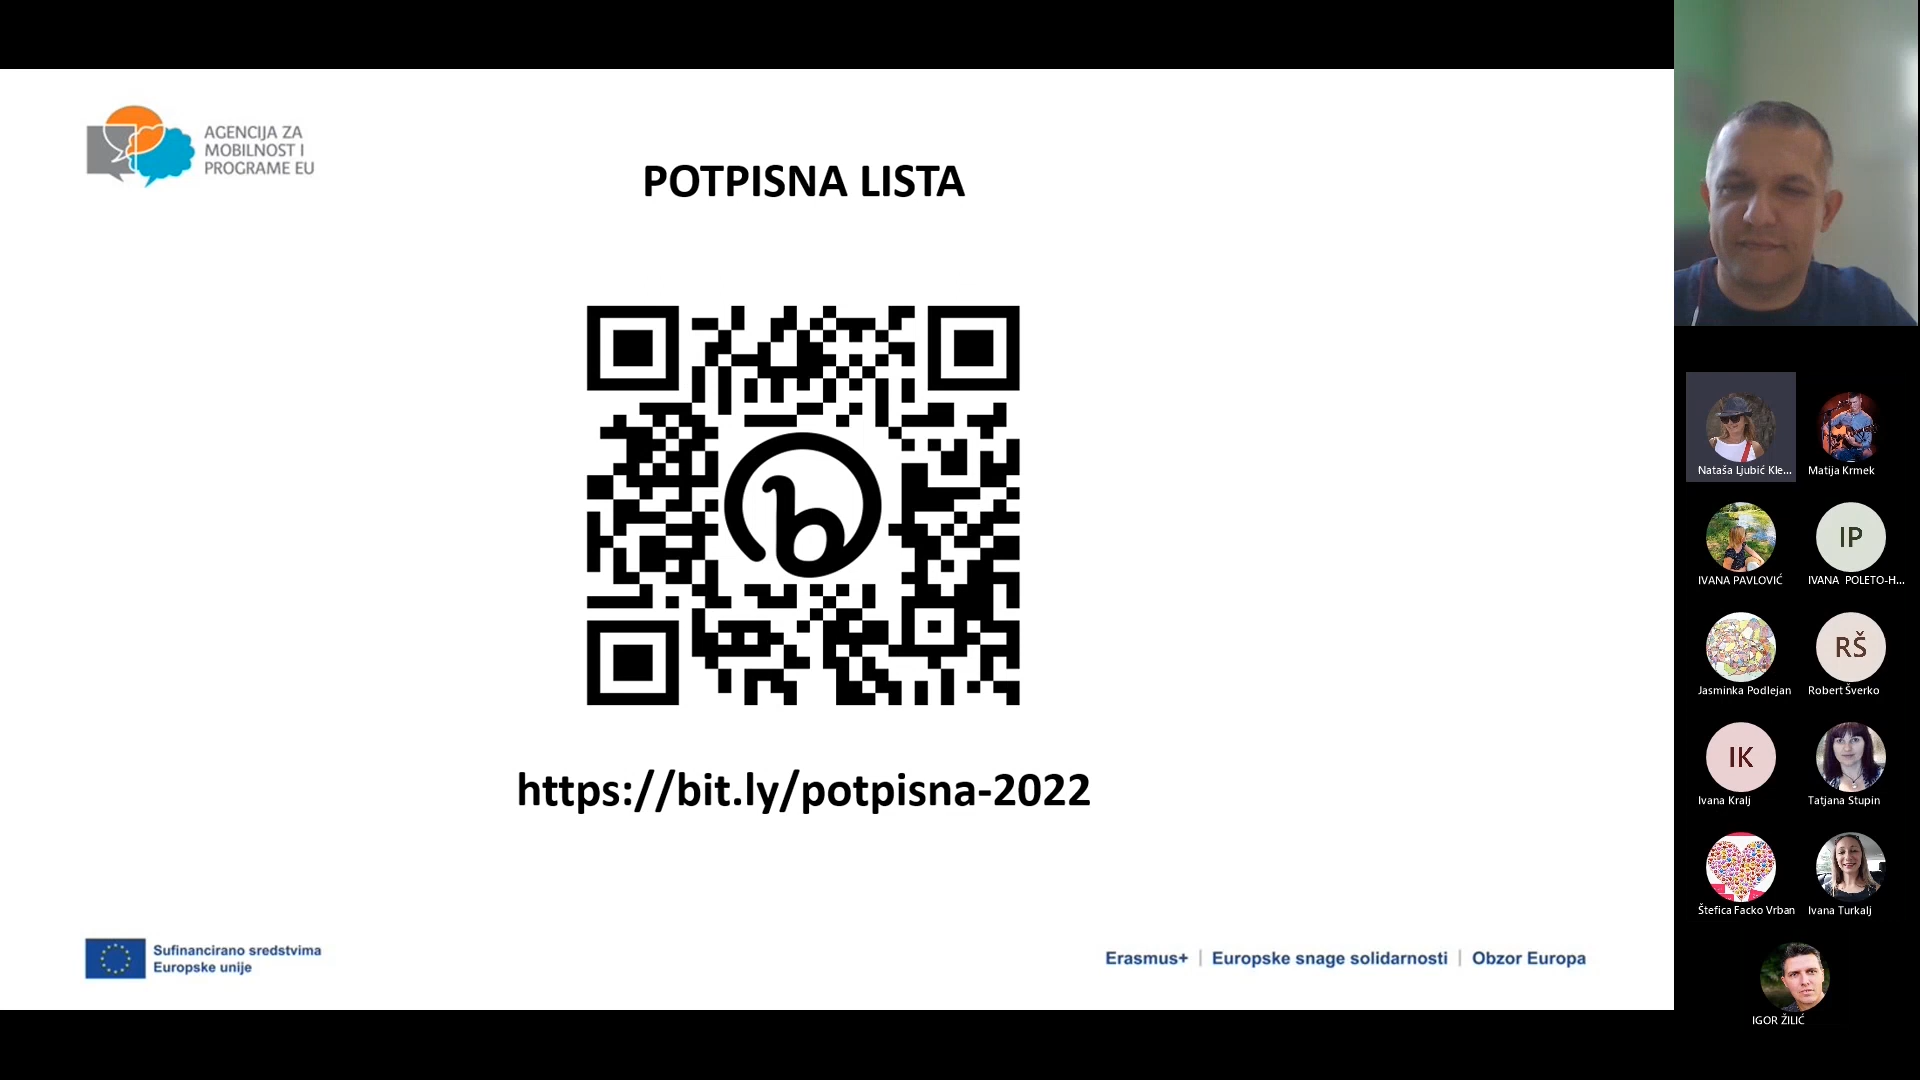 AGENCIJA ZA
MOBILNOST I
PROGRAME EU
POTPISNA LISTA
https://bit.ly/potpisna-2022
Sufinancirano sredstvima
Europske unije
Erasmus+ | Europske snage solidarnosti | Obzor Europa
Nataša Ljubić Kle...
Matija Krmek
IVANA PAVLOVIĆ
IP
IVANA POLETO-H...
Jasminka Podlejan
RŠ
Robert Šverko
IK
Ivana Kralj
Tatjana Stupin
Štefica Facko Vrban
Ivana Turkalj
IGOR ŽILIĆ